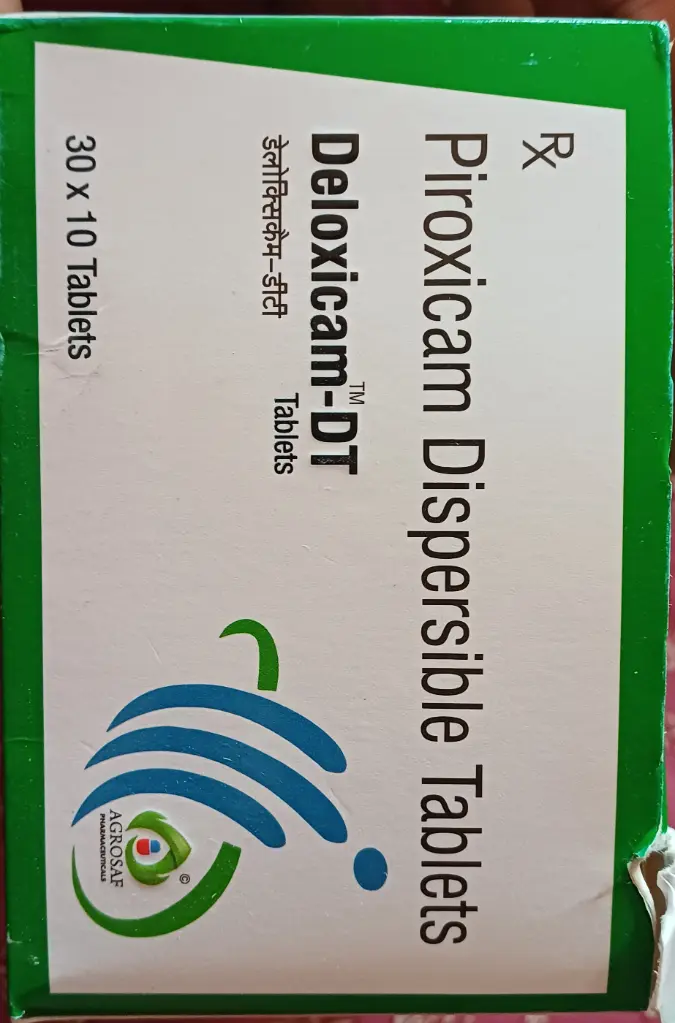 Rx
Piroxicam Dispersible Tablets
Deloxicam-DT™
Tablets
डेलोक्सिकैम-डीटी
30 x 10 Tablets
©
AGROSAF
PHARMACEUTICALS